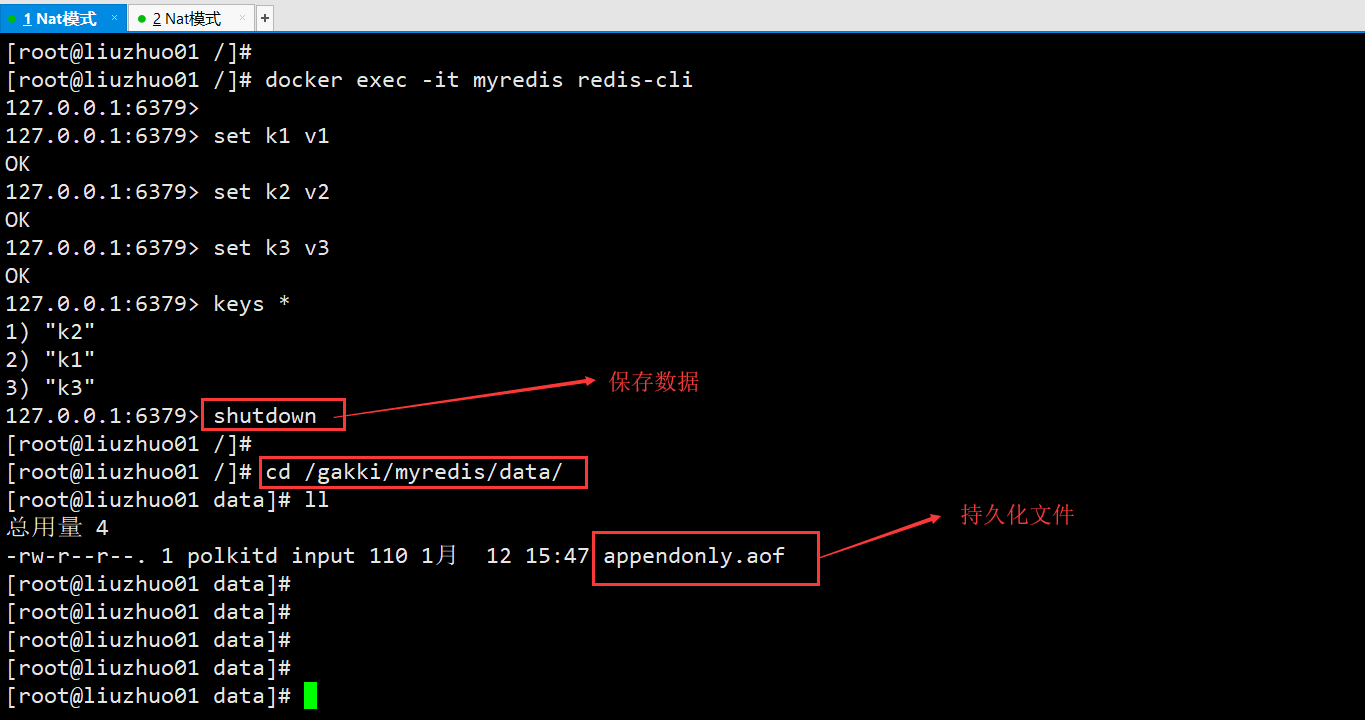 1 Nat模式 × 2 Nat模式 × +
[root@liuzhuo01 /]#
[root@liuzhuo01 /]# docker exec -it myredis redis-cli
127.0.0.1:6379>
127.0.0.1:6379> set k1 v1
OK
127.0.0.1:6379> set k2 v2
OK
127.0.0.1:6379> set k3 v3
OK
127.0.0.1:6379> keys *
1) "k2"
2) "k1"
3) "k3"
保存数据
127.0.0.1:6379> shutdown
[root@liuzhuo01 /]#
[root@liuzhuo01 /]# cd /gakki/myredis/data/
[root@liuzhuo01 data]# ll
持久化文件
总用量 4
-rw-r--r--. 1 polkitd input 110 1月  12 15:47 appendonly.aof
[root@liuzhuo01 data]#
[root@liuzhuo01 data]#
[root@liuzhuo01 data]#
[root@liuzhuo01 data]#
[root@liuzhuo01 data]#